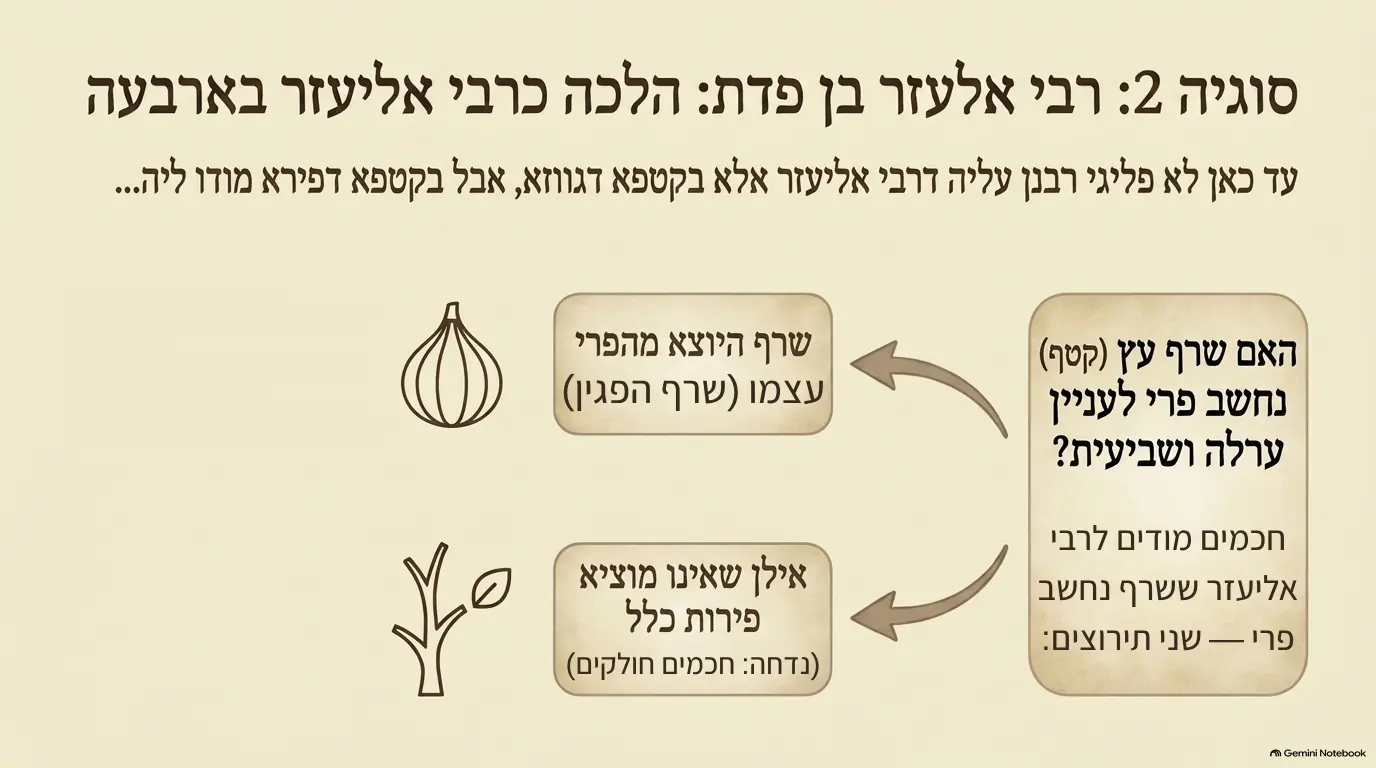 סוגיה 2: רבי אלעזר בן פדת: הלכה כרבי אליעזר בארבעה
עד כאן לא פליגי רבנן עליה דרבי אליעזר אלא בקטפא דגווזא, אבל בקטפא דפירא מודו ליה...
האם שרף עץ (קטף)
נחשב פרי לעניין
ערלה ושביעית?
חכמים מודים לרבי
אליעזר ששרף נחשב
פרי — שני תירוצים:
שרף היוצא מהפרי
עצמו (שרף הפגין)
אילן שאינו מוציא
פירות כלל
(נדחה: חכמים חולקים)
Gemini Notebook